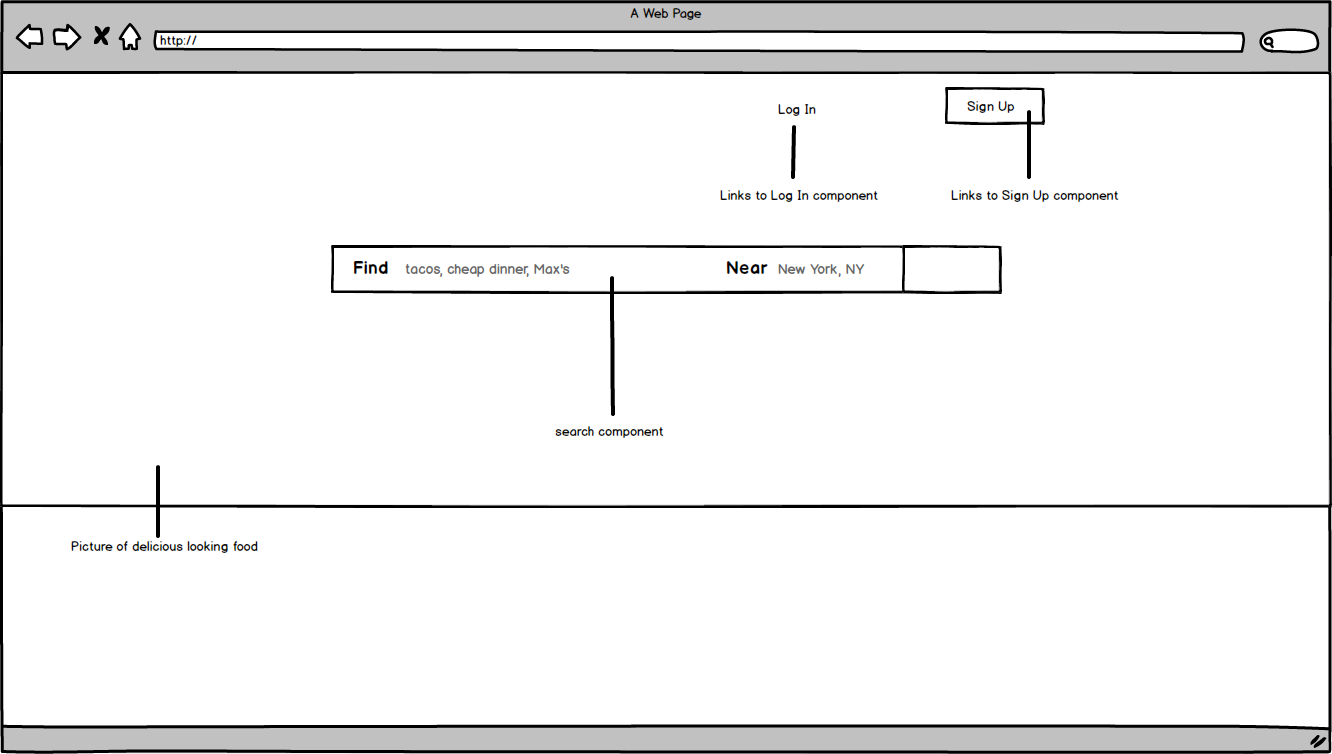 A Web Page
http://
Log In
Sign Up
Links to Log In component
Links to Sign Up component
Find tacos, cheap dinner, Max's Near New York, NY
search component
Picture of delicious looking food